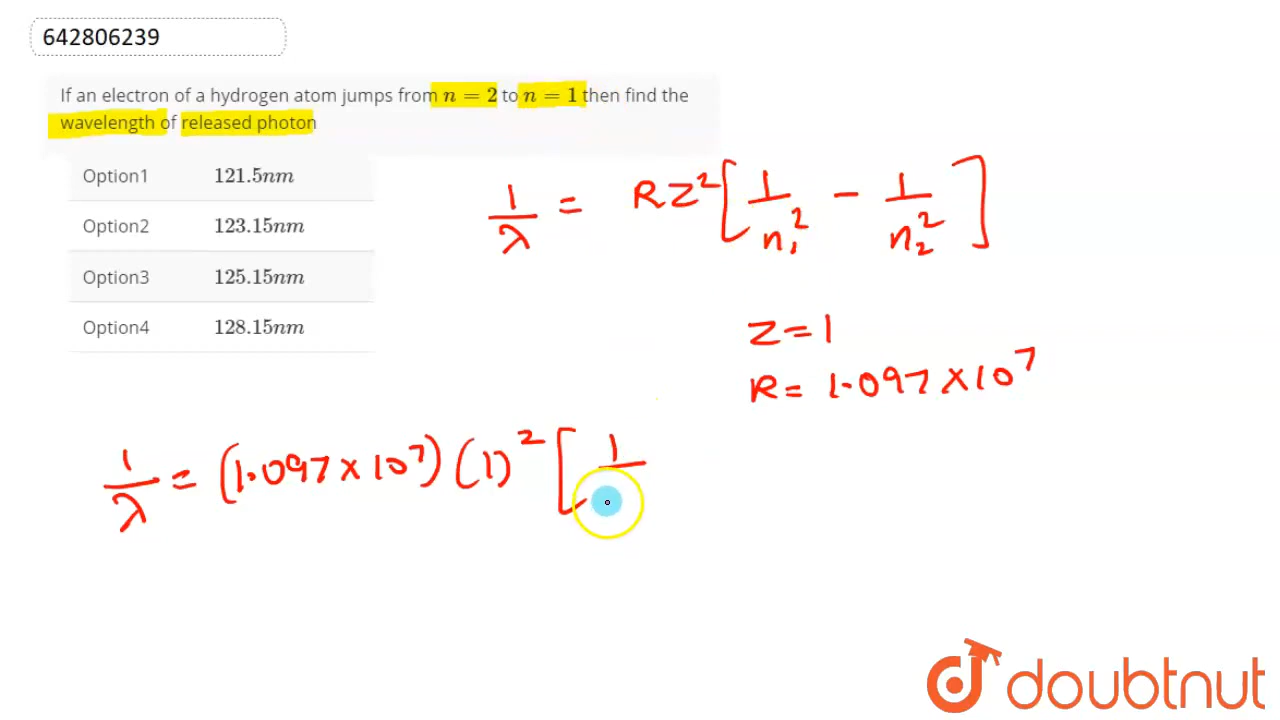 642806239
If an electron of a hydrogen atom jumps from n = 2 to n = 1 then find the
wavelength of released photon
Option1 121.5nm
Option2 123.15nm
Option3 125.15nm
Option4 128.15nm
1/λ = RZ² [1/n₁² − 1/n₂²]
Z = 1
R = 1.097 × 10⁷
1/λ = (1.097 × 10⁷) (1)² [ 1/
doubtnut